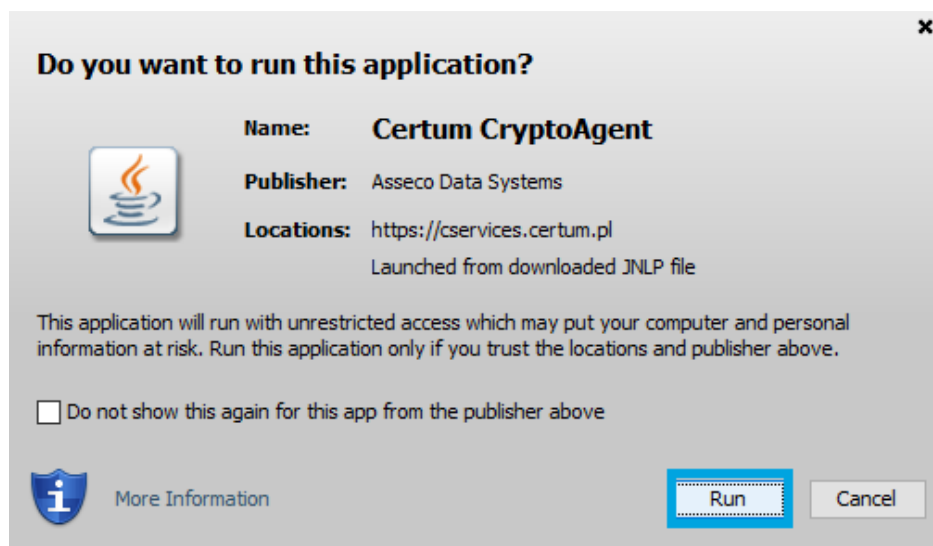 Do you want to run this application?
Name: Certum CryptoAgent
Publisher: Asseco Data Systems
Locations: https://cservices.certum.pl
Launched from downloaded JNLP file
This application will run with unrestricted access which may put your computer and personal
information at risk. Run this application only if you trust the locations and publisher above.
Do not show this again for this app from the publisher above
More Information
Run
Cancel